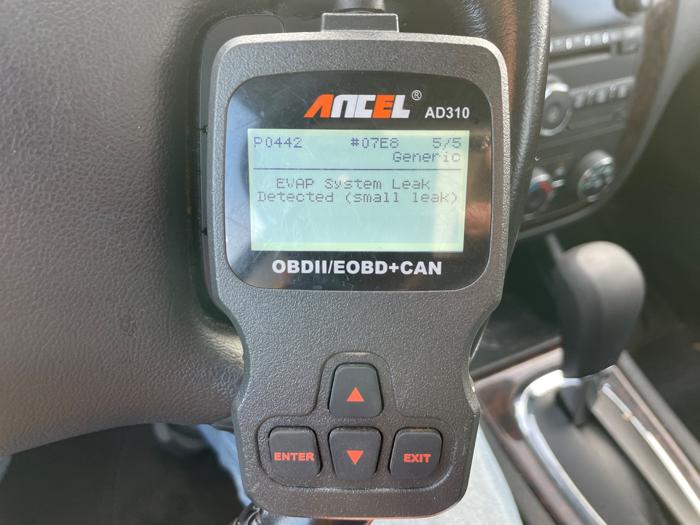 ANCEL® AD310
P0442 #07E8 5/5
Generic
EVAP System Leak
Detected (small leak)
OBDII/EOBD+CAN
▲
ENTER ▼ EXIT